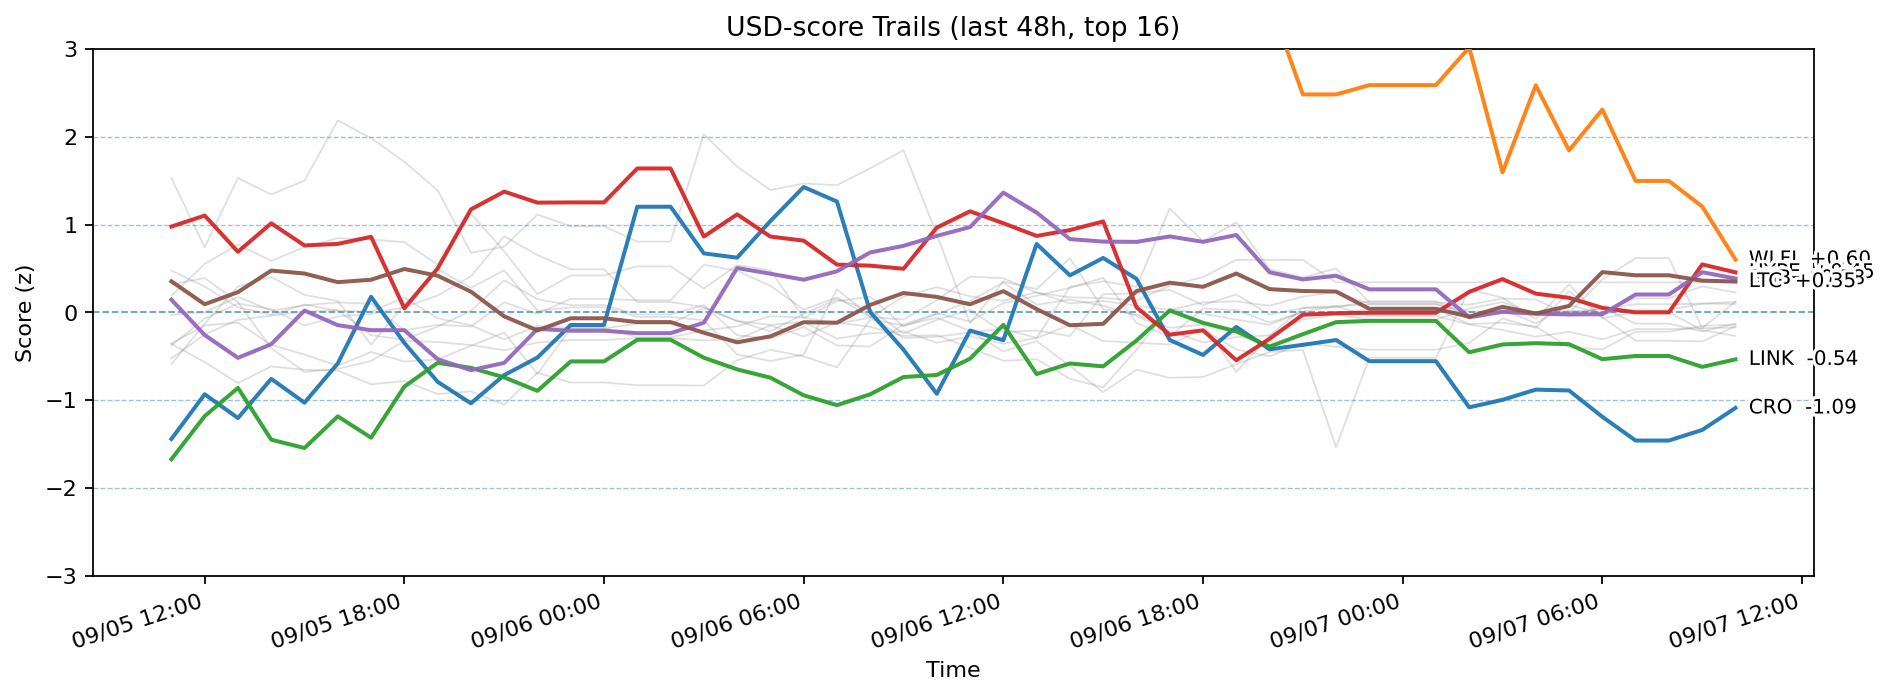 USD-score Trails (last 48h, top 16)
Score (z)
3
2
1
0
−1
−2
−3
WLFI +0.60
LTC +0.35
LINK -0.54
CRO -1.09
09/05 12:00
09/05 18:00
09/06 00:00
09/06 06:00
09/06 12:00
09/06 18:00
09/07 00:00
09/07 06:00
09/07 12:00
Time